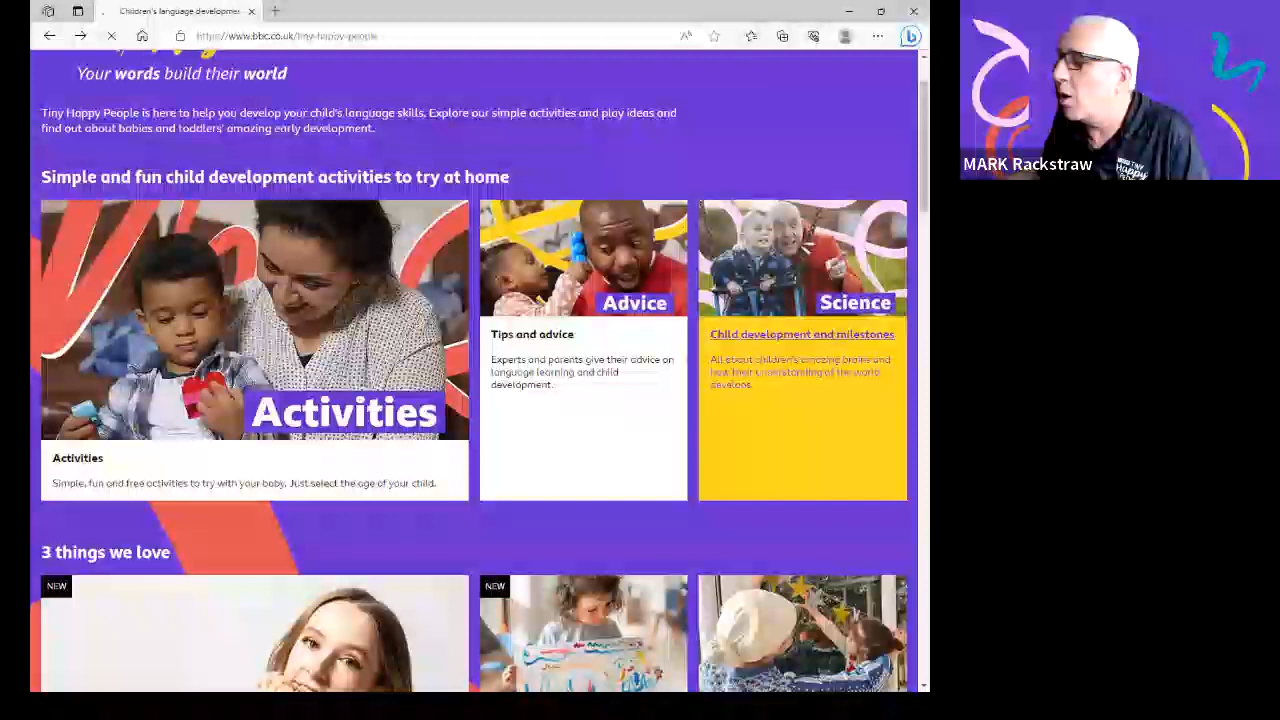 Children's language developmen
https://www.bbc.co.uk/tiny-happy-people
Your words build their world
Tiny Happy People is here to help you develop your child's language skills. Explore our simple activities and play ideas and
find out about babies and toddlers' amazing early development.
Simple and fun child development activities to try at home
Activities
Advice
Science
Activities
Simple, fun and free activities to try with your baby. Just select the age of your child.
Tips and advice
Experts and parents give their advice on
language learning and child
development.
Child development and milestones
All about children's amazing brains and
how their understanding of the world
develops.
3 things we love
NEW
NEW
MARK Rackstraw
TINY
Happy